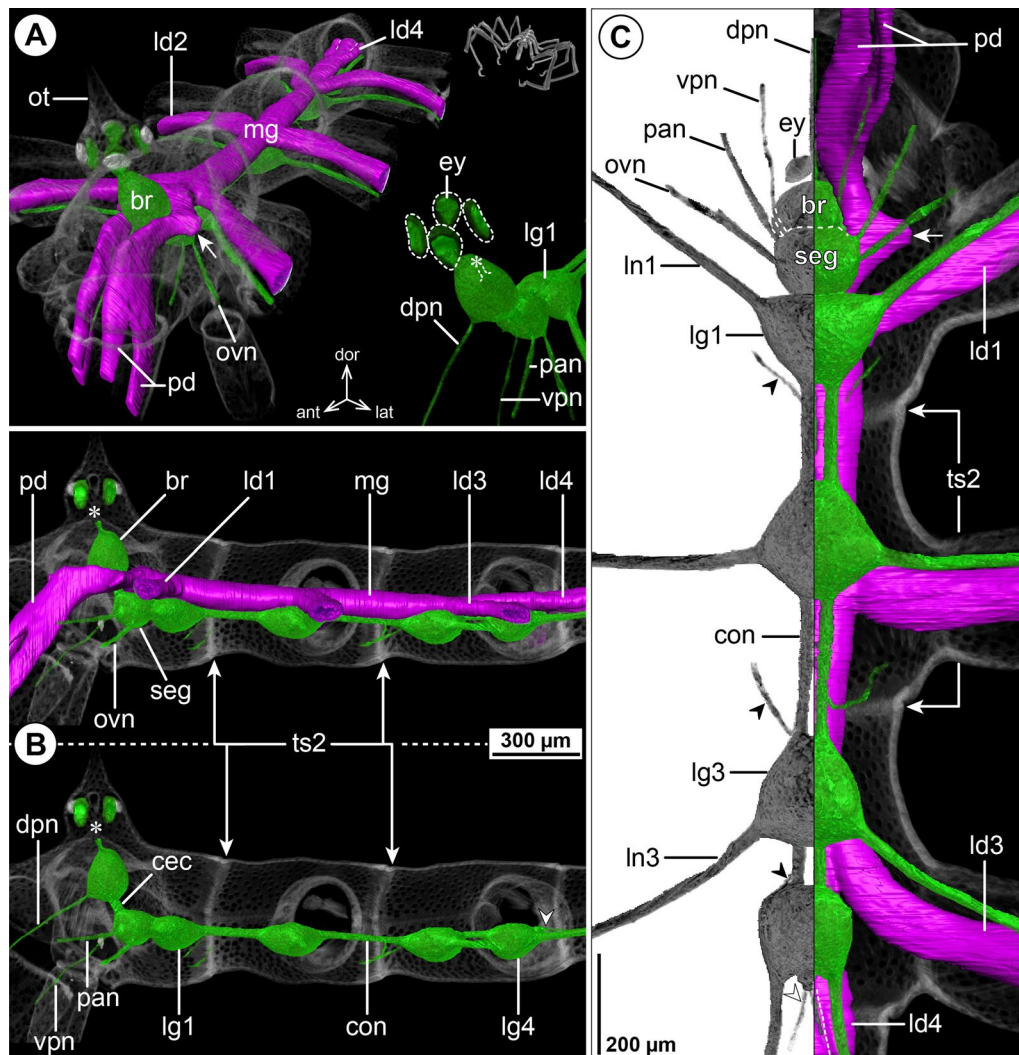 A
ld2
ld4
ot
mg
br
ey
lg1
*
dpn
pan
vpn
ovn
pd
dor
ant
lat
pd
br
ld1
mg
ld3
ld4
*
ovn
seg
ts2
300 µm
B
dpn
*
cec
pan
vpn
lg1
con
lg4
C
dpn
pd
vpn
pan
ey
ovn
br
seg
ln1
ld1
lg1
ts2
con
lg3
ln3
ld3
ld4
200 µm